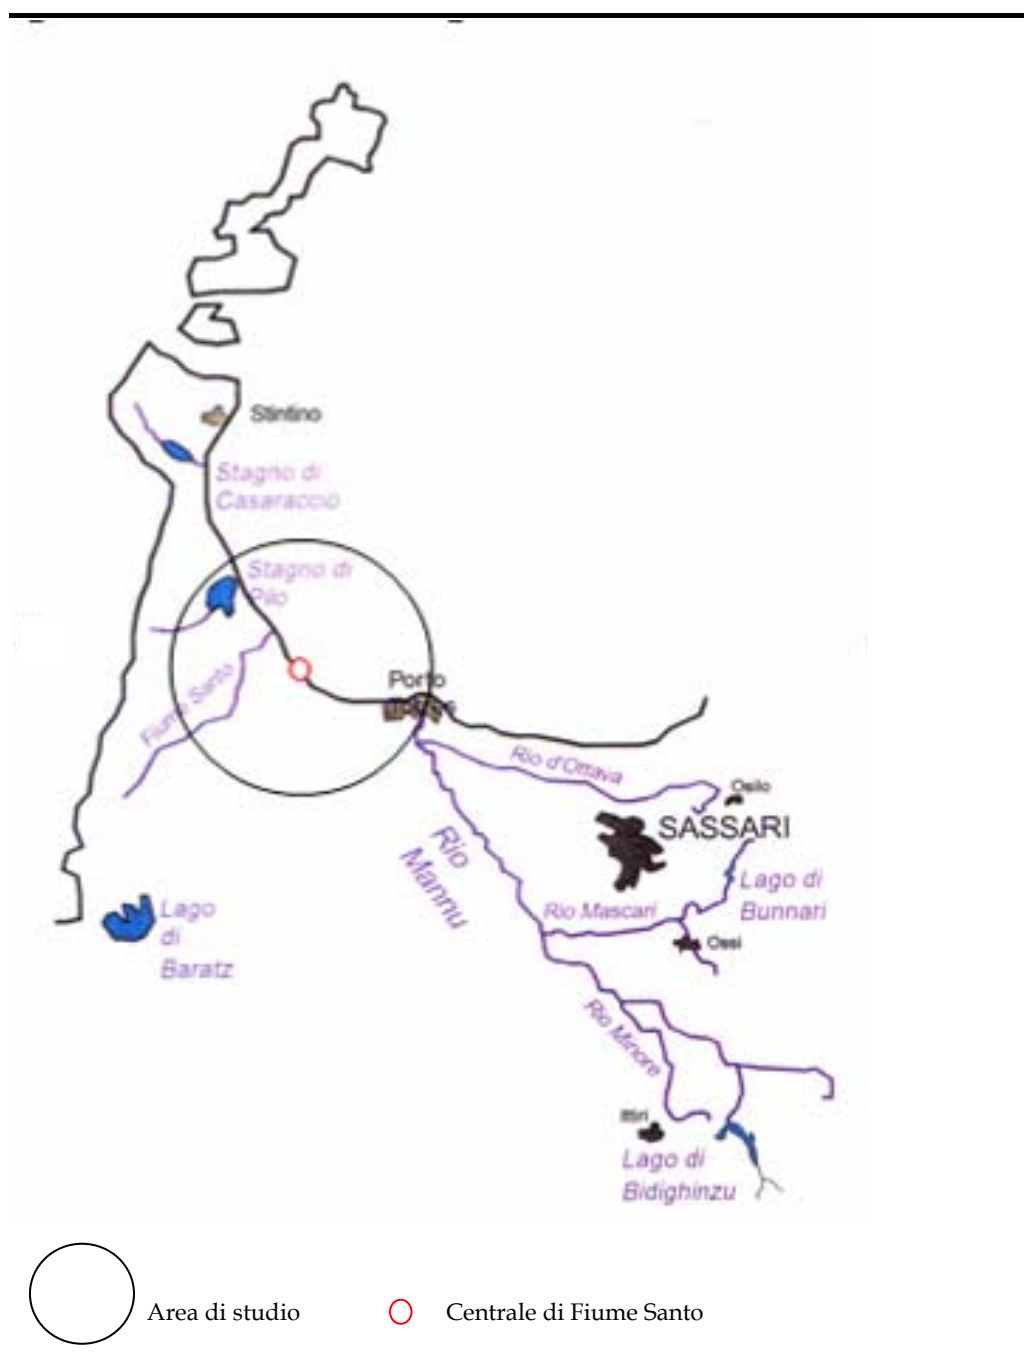 Stintino
Stagno di
Casaraccio
Stagno di
Pilo
Fiume Santo
Porto
Rio d'Ottava
Osilo
SASSARI
Rio
Mannu
Lago di
Bunnari
Rio Mascari
Ossi
Lago
di
Baratz
Rio Minore
Ittiri
Lago di
Bidighinzu
Area di studio
Centrale di Fiume Santo